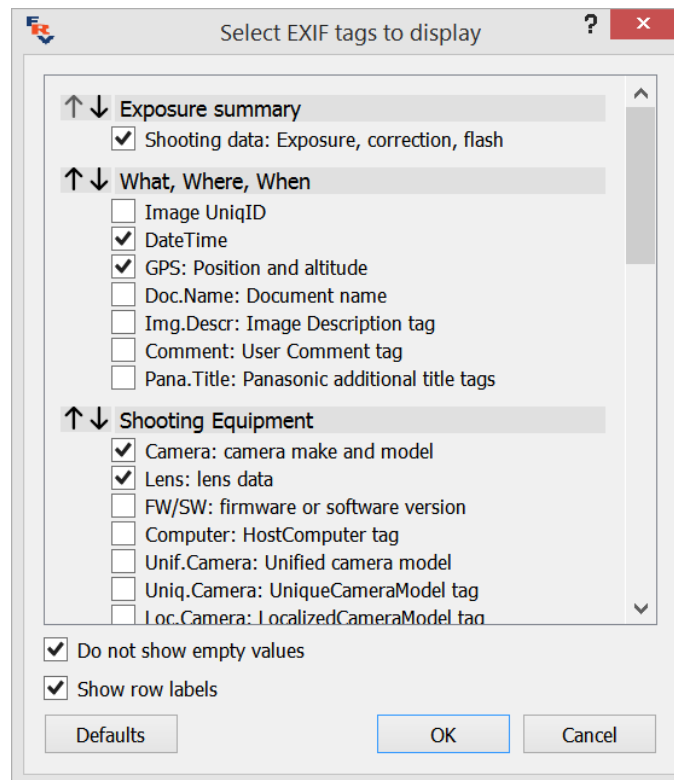 FRV
Select EXIF tags to display
?
×
Exposure summary
Shooting data: Exposure, correction, flash
What, Where, When
Image UniqID
DateTime
GPS: Position and altitude
Doc.Name: Document name
Img.Descr: Image Description tag
Comment: User Comment tag
Pana.Title: Panasonic additional title tags
Shooting Equipment
Camera: camera make and model
Lens: lens data
FW/SW: firmware or software version
Computer: HostComputer tag
Unif.Camera: Unified camera model
Uniq.Camera: UniqueCameraModel tag
Loc.Camera: LocalizedCameraModel tag
Do not show empty values
Show row labels
Defaults
OK
Cancel